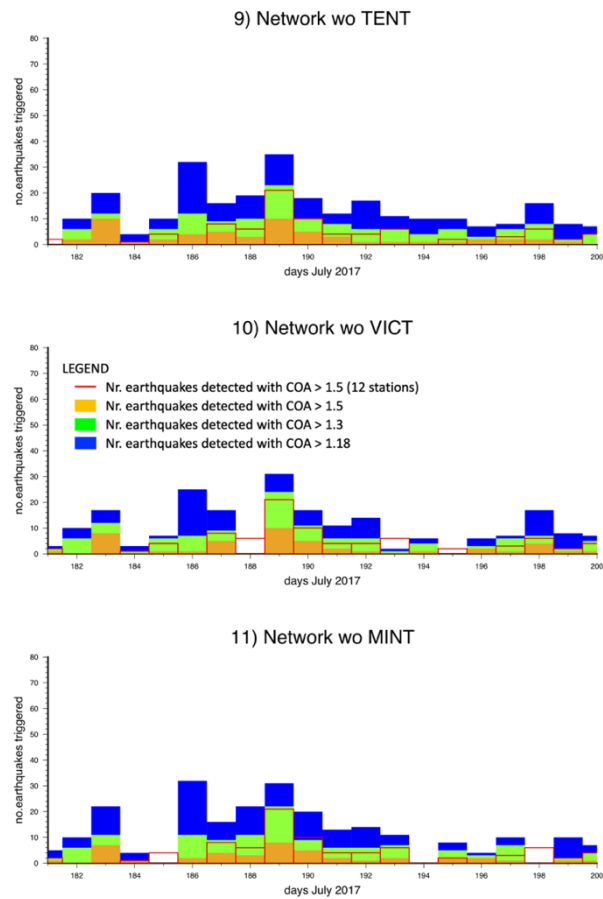 9) Network wo TENT
80
70
60
50
40
30
20
10
0
no.earthquakes triggered
182 184 186 188 190 192 194 196 198 200
days July 2017
10) Network wo VICT
80
70
60
50
40
30
20
10
0
no.earthquakes triggered
LEGEND
Nr. earthquakes detected with COA > 1.5 (12 stations)
Nr. earthquakes detected with COA > 1.5
Nr. earthquakes detected with COA > 1.3
Nr. earthquakes detected with COA > 1.18
182 184 186 188 190 192 194 196 198 200
days July 2017
11) Network wo MINT
80
70
60
50
40
30
20
10
0
no.earthquakes triggered
182 184 186 188 190 192 194 196 198 200
days July 2017